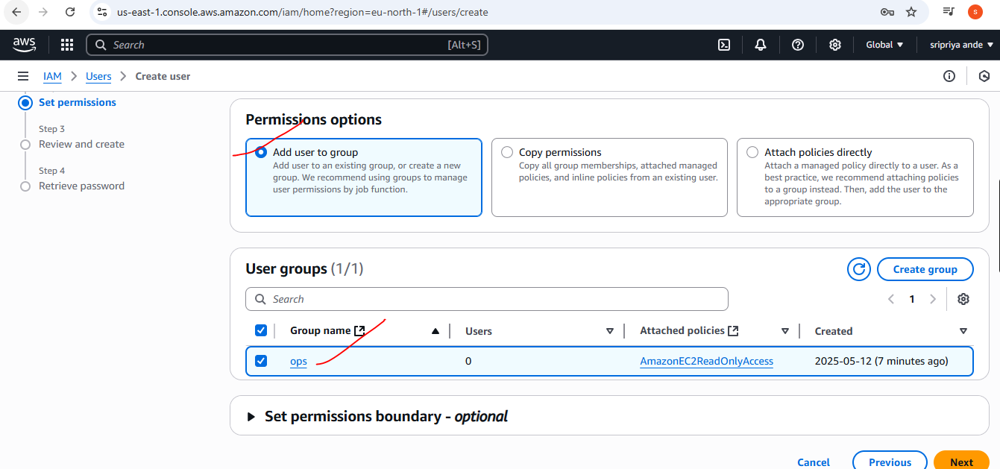 us-east-1.console.aws.amazon.com/iam/home?region=eu-north-1#/users/create
s
aws
Search
[Alt+S]
Global
sripriya ande
IAM > Users > Create user
Set permissions
Step 3
Review and create
Step 4
Retrieve password
Permissions options
Add user to group
Add user to an existing group, or create a new
group. We recommend using groups to manage
user permissions by job function.
Copy permissions
Copy all group memberships, attached managed
policies, and inline policies from an existing user.
Attach policies directly
Attach a managed policy directly to a user. As a
best practice, we recommend attaching policies
to a group instead. Then, add the user to the
appropriate group.
User groups (1/1)
Create group
Search
1
Group name Users Attached policies Created
ops 0 AmazonEC2ReadOnlyAccess 2025-05-12 (7 minutes ago)
Set permissions boundary - optional
Cancel Previous Next